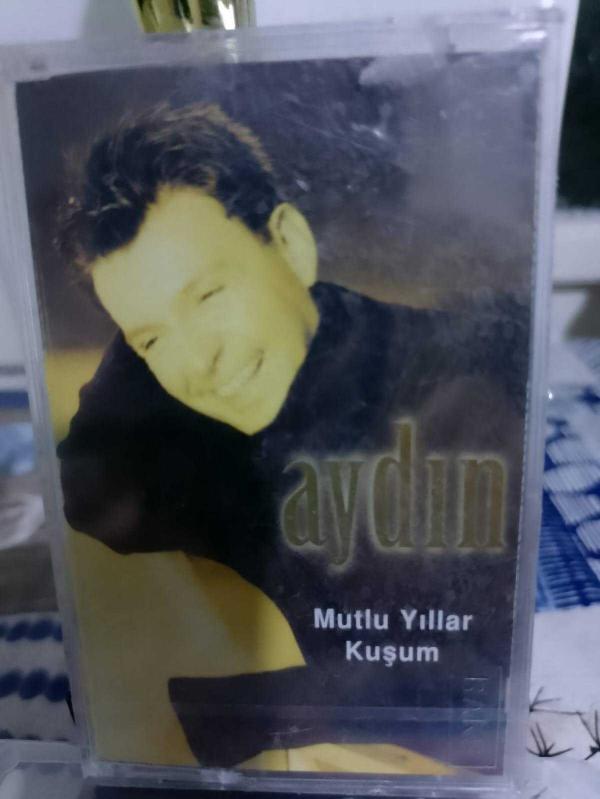 aydın
Mutlu Yıllar
Kuşum